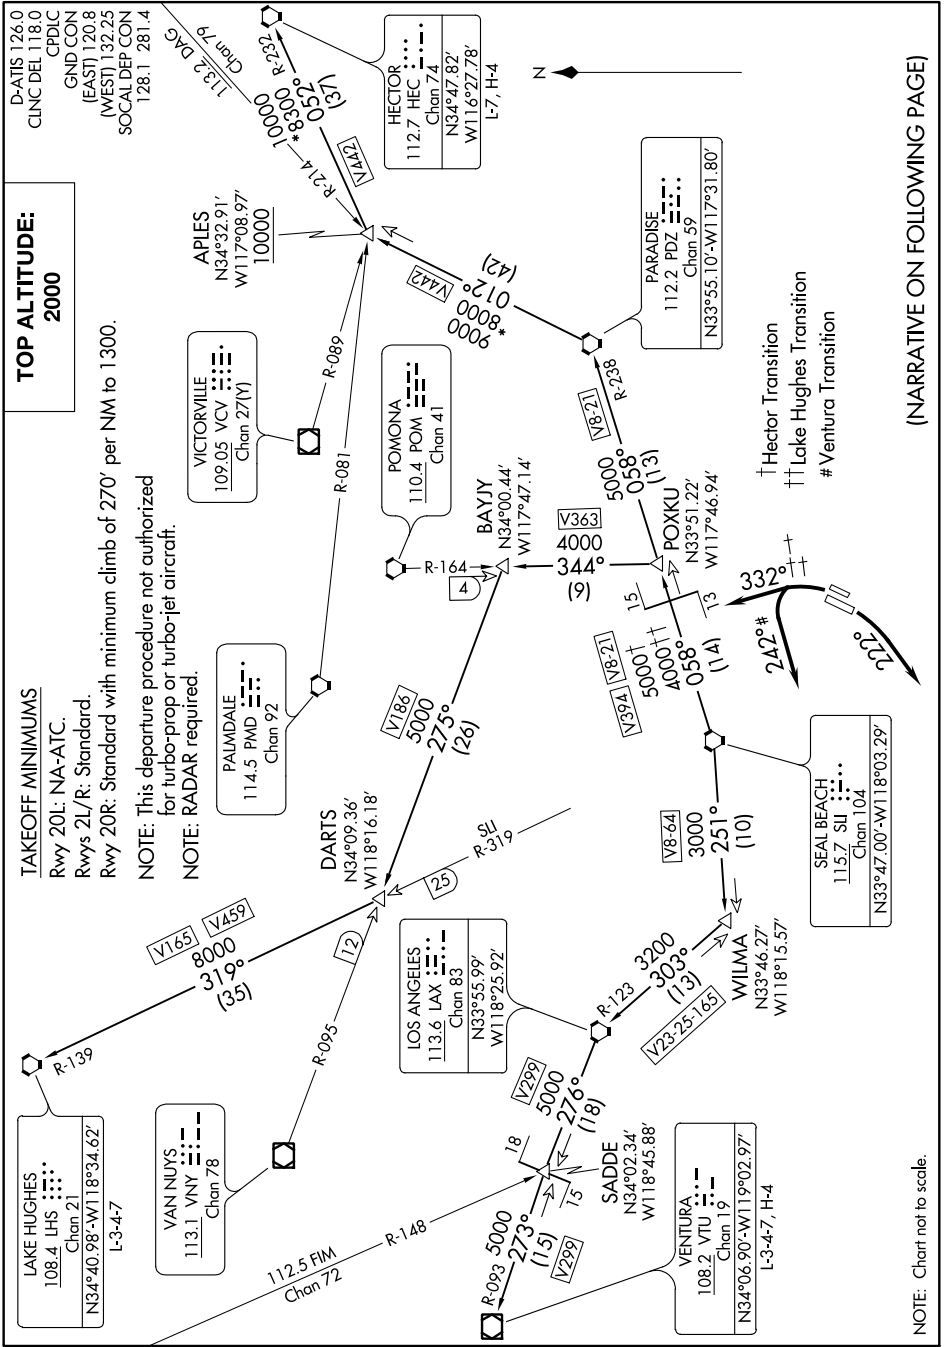 D-ATIS 126.0
CLNC DEL 118.0
CPDLC
GND CON
(EAST) 120.8
(WEST) 132.25
SOCAL DEP CON
128.1 281.4
TOP ALTITUDE:
2000
TAKEOFF MINIMUMS
Rwy 20L: NA-ATC.
Rwys 2L/R: Standard.
Rwy 20R: Standard with minimum climb of 270' per NM to 1300.
NOTE: This departure procedure not authorized
for turbo-prop or turbo-jet aircraft.
NOTE: RADAR required.
LAKE HUGHES
108.4 LHS
Chan 21
N34°40.98'-W118°34.62'
L-3-4-7
R-139
V165
V459
8000
319°
(35)
VAN NUYS
113.1 VNY
Chan 78
R-095
12
DARTS
N34°09.36'
W118°16.18'
25
SLI
R-319
PALMDALE
114.5 PMD
Chan 92
R-081
VICTORVILLE
109.05 VCV
Chan 27(Y)
R-089
APLES
N34°32.91'
W117°08.97'
10000
113.2 DAG
Chan 79
R-214
10000
*8300
052°
(37)
R-232
V442
HECTOR
112.7 HEC
Chan 74
N34°47.82'
W116°27.78'
L-7, H-4
N
V442
9000
*8000
012°
(42)
POMONA
110.4 POM
Chan 41
R-164
4
BAYJY
N34°00.44'
W117°47.14'
V186
5000
275°
(26)
V363
4000
344°
(9)
PARADISE
112.2 PDZ
Chan 59
N33°55.10'-W117°31.80'
R-238
V8-21
5000
058°
(13)
POXKU
N33°51.22'
W117°46.94'
15
13
V394
V8-21
5000†
4000††
058°
(14)
332°
†
††
242°#
222°
† Hector Transition
†† Lake Hughes Transition
# Ventura Transition
SEAL BEACH
115.7 SLI
Chan 104
N33°47.00'-W118°03.29'
V8-64
3000
251°
(10)
WILMA
N33°46.27'
W118°15.57'
LOS ANGELES
113.6 LAX
Chan 83
N33°55.99'
W118°25.92'
R-123
3200
303°
(13)
V23-25-165
V299
5000
276°
(18)
18
15
SADDE
N34°02.34'
W118°45.88'
112.5 FIM
Chan 72
R-148
R-093
5000
273°
(15)
V299
VENTURA
108.2 VTU
Chan 19
N34°06.90'-W119°02.97'
L-3-4-7, H-4
(NARRATIVE ON FOLLOWING PAGE)
NOTE: Chart not to scale.